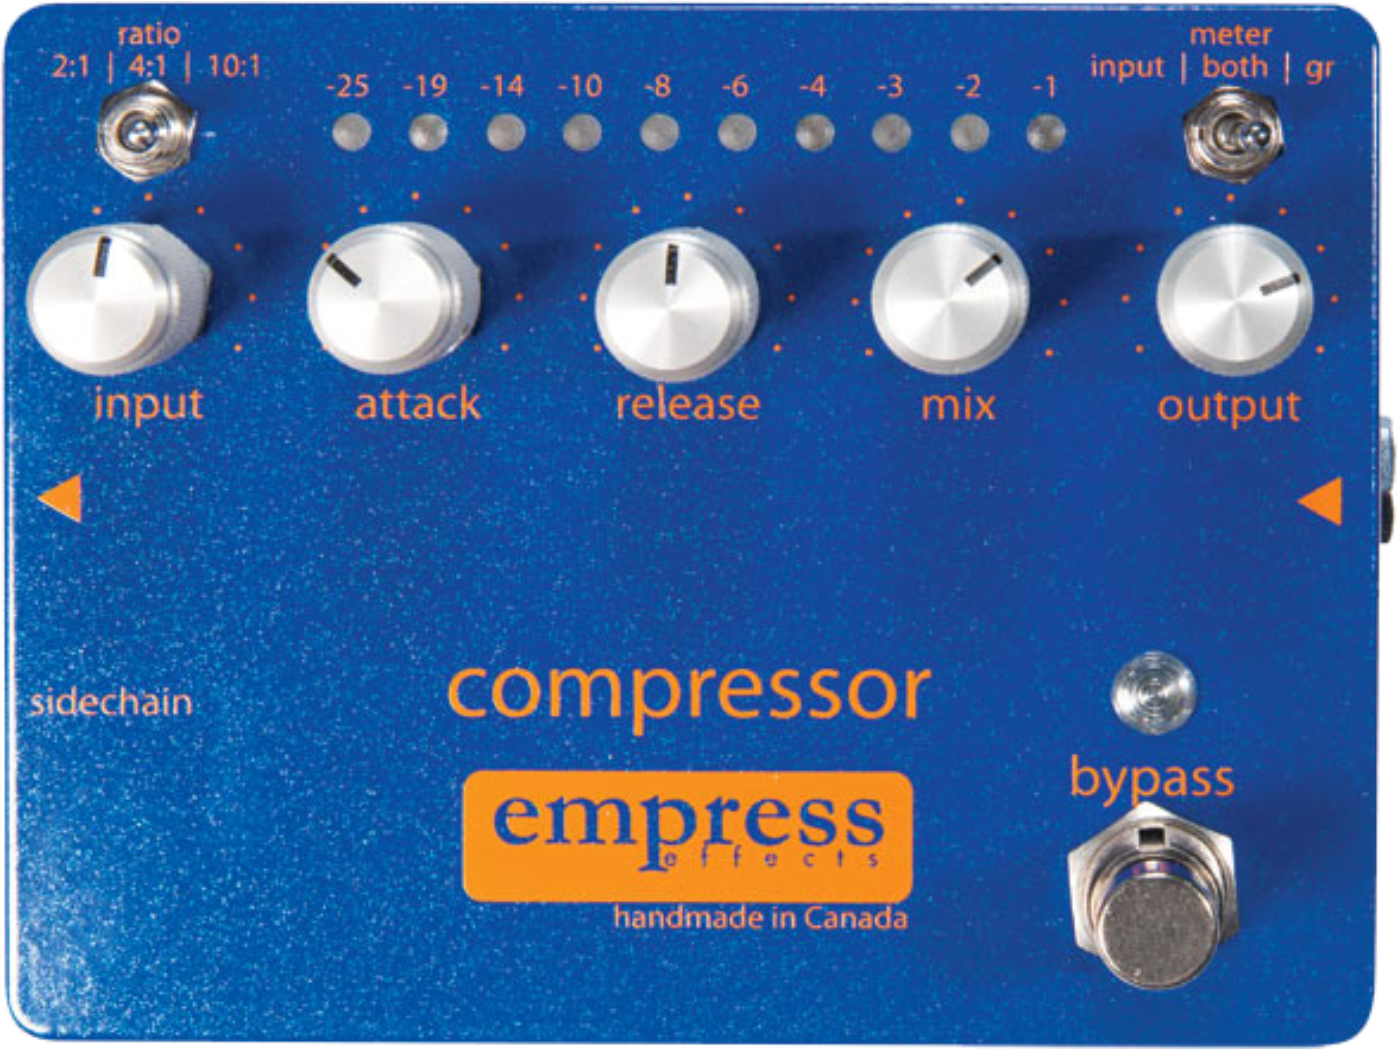 ratio
2:1 | 4:1 | 10:1
-25 -19 -14 -10 -8 -6 -4 -3 -2 -1
meter
input | both | gr
input attack release mix output
sidechain
compressor
bypass
empress
effects
handmade in Canada